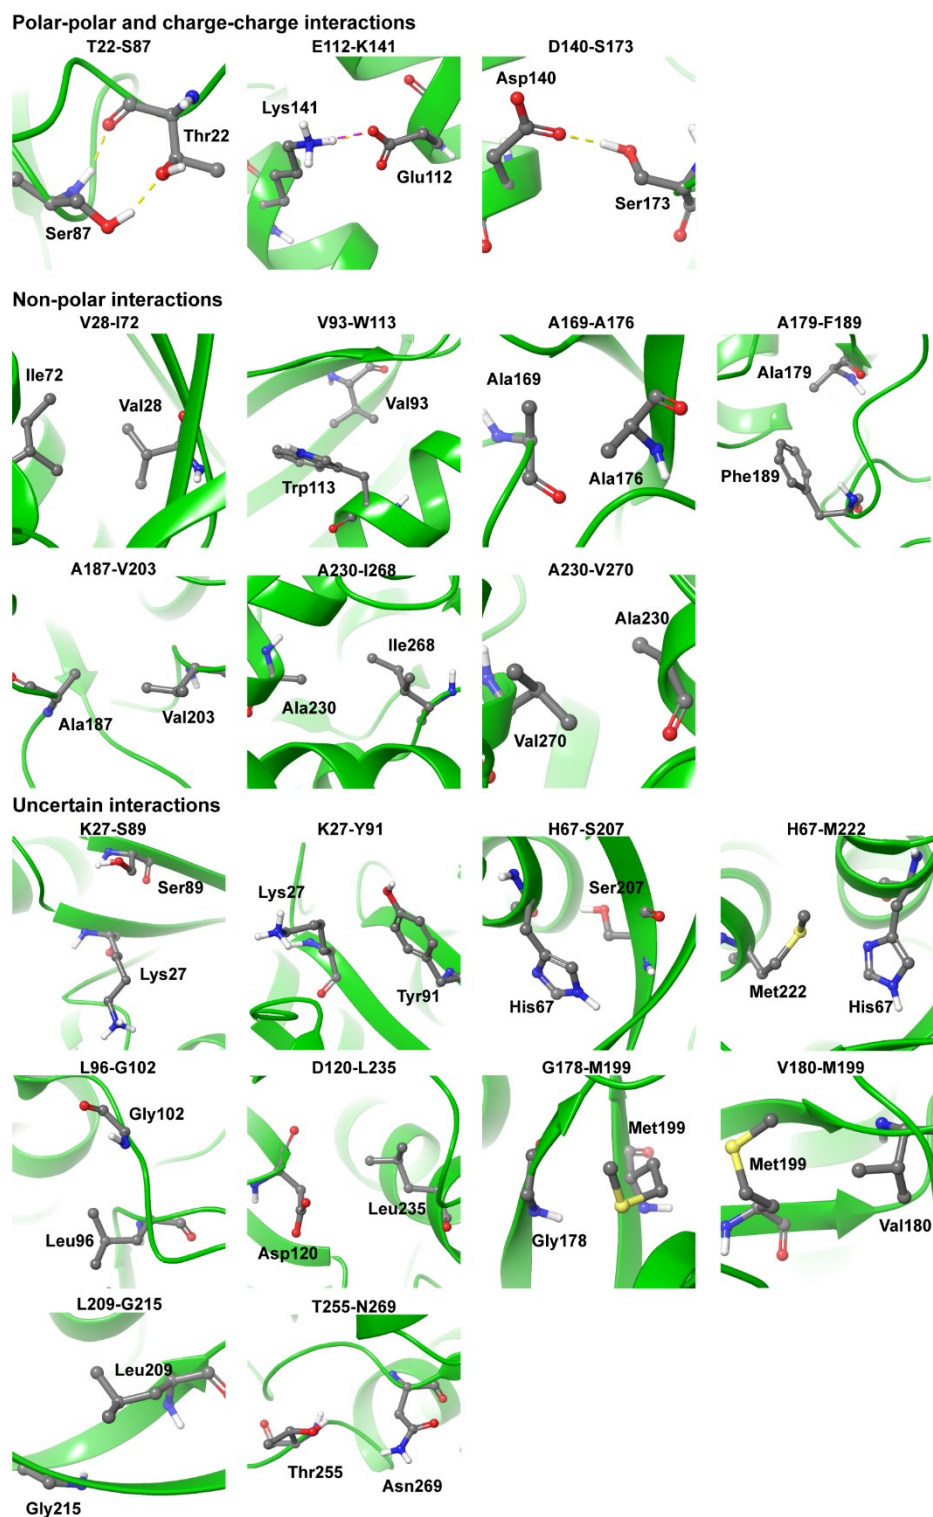 Polar-polar and charge-charge interactions
T22-S87 E112-K141 D140-S173
Asp140
Lys141
Thr22
Glu112
Ser173
Ser87
Non-polar interactions
V28-I72 V93-W113 A169-A176 A179-F189
Ile72 Val28
Val93
Ala169
Ala179
Trp113
Ala176
Phe189
A187-V203 A230-I268 A230-V270
Ala230
Ile268
Ala187 Val203
Ala230
Val270
Uncertain interactions
K27-S89 K27-Y91 H67-S207 H67-M222
Ser89
Lys27
Ser207
Lys27
Tyr91
His67
Met222
His67
L96-G102 D120-L235 G178-M199 V180-M199
Gly102
Met199
Met199
Leu96
Asp120
Leu235
Gly178
Val180
L209-G215 T255-N269
Leu209
Thr255
Asn269
Gly215